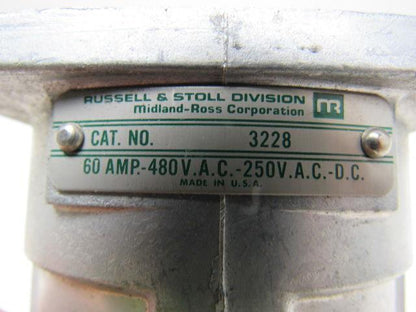 RUSSELL & STOLL DIVISION
Midland-Ross Corporation
CAT. NO. 3228
60 AMP.-480V.A.C.-250V.A.C.-D.C.
MADE IN U.S.A.